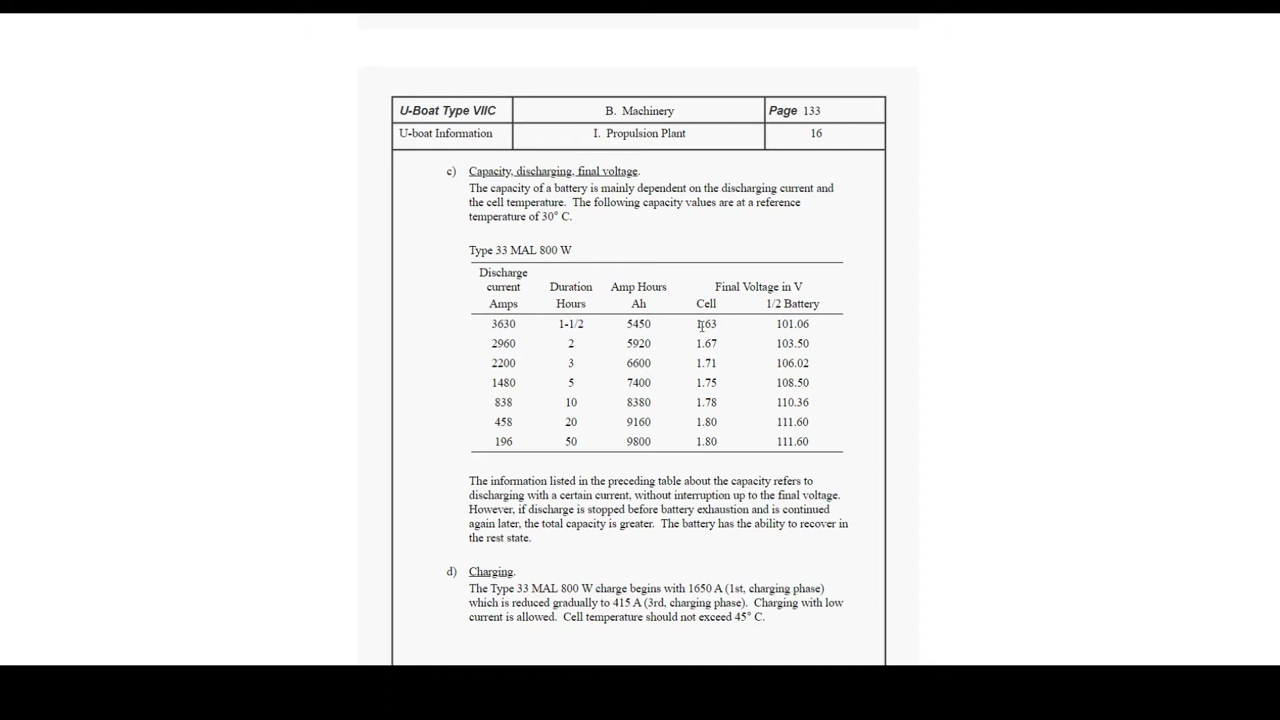 U-Boat Type VIIC B. Machinery Page 133
U-boat Information I. Propulsion Plant 16
c) Capacity, discharging, final voltage.
The capacity of a battery is mainly dependent on the discharging current and
the cell temperature. The following capacity values are at a reference
temperature of 30° C.
Type 33 MAL 800 W
Discharge
current Duration Amp Hours Final Voltage in V
Amps Hours Ah Cell 1/2 Battery
3630 1-1/2 5450 1.63 101.06
2960 2 5920 1.67 103.50
2200 3 6600 1.71 106.02
1480 5 7400 1.75 108.50
838 10 8380 1.78 110.36
458 20 9160 1.80 111.60
196 50 9800 1.80 111.60
The information listed in the preceding table about the capacity refers to
discharging with a certain current, without interruption up to the final voltage.
However, if discharge is stopped before battery exhaustion and is continued
again later, the total capacity is greater. The battery has the ability to recover in
the rest state.
d) Charging.
The Type 33 MAL 800 W charge begins with 1650 A (1st, charging phase)
which is reduced gradually to 415 A (3rd, charging phase). Charging with low
current is allowed. Cell temperature should not exceed 45° C.